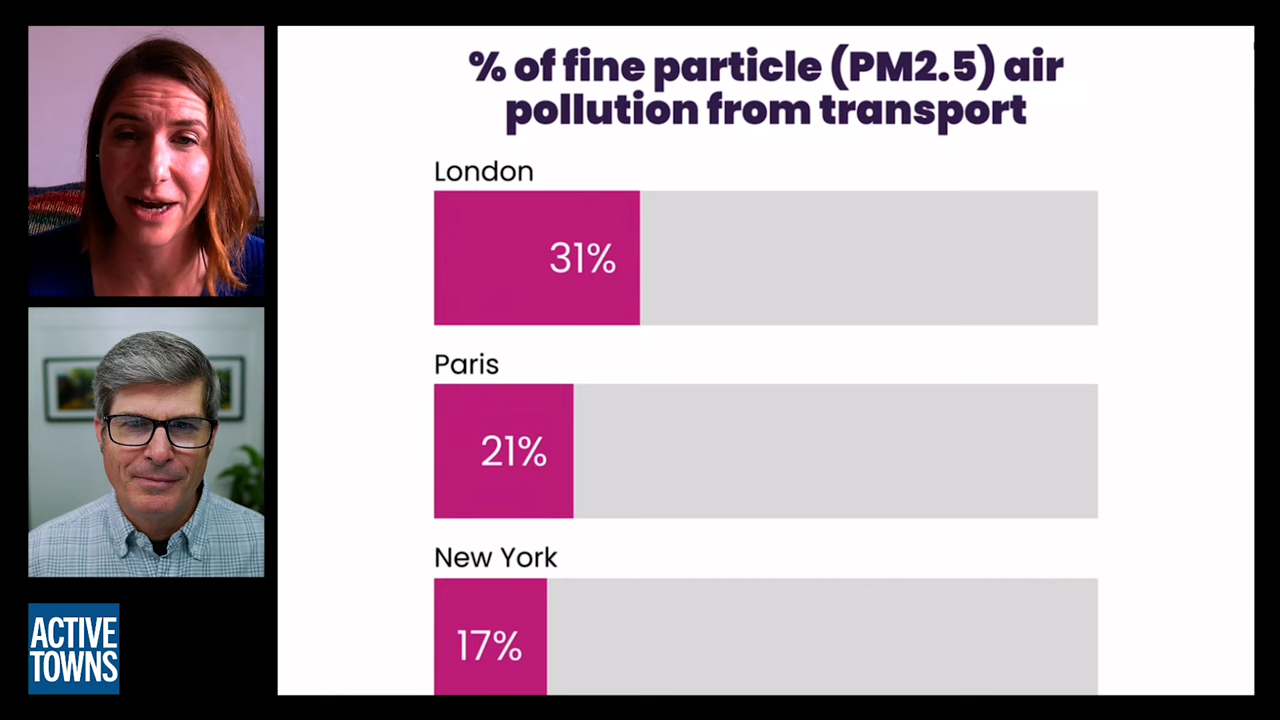 % of fine particle (PM2.5) air
pollution from transport
London
31%
Paris
21%
New York
17%
ACTIVE
TOWNS